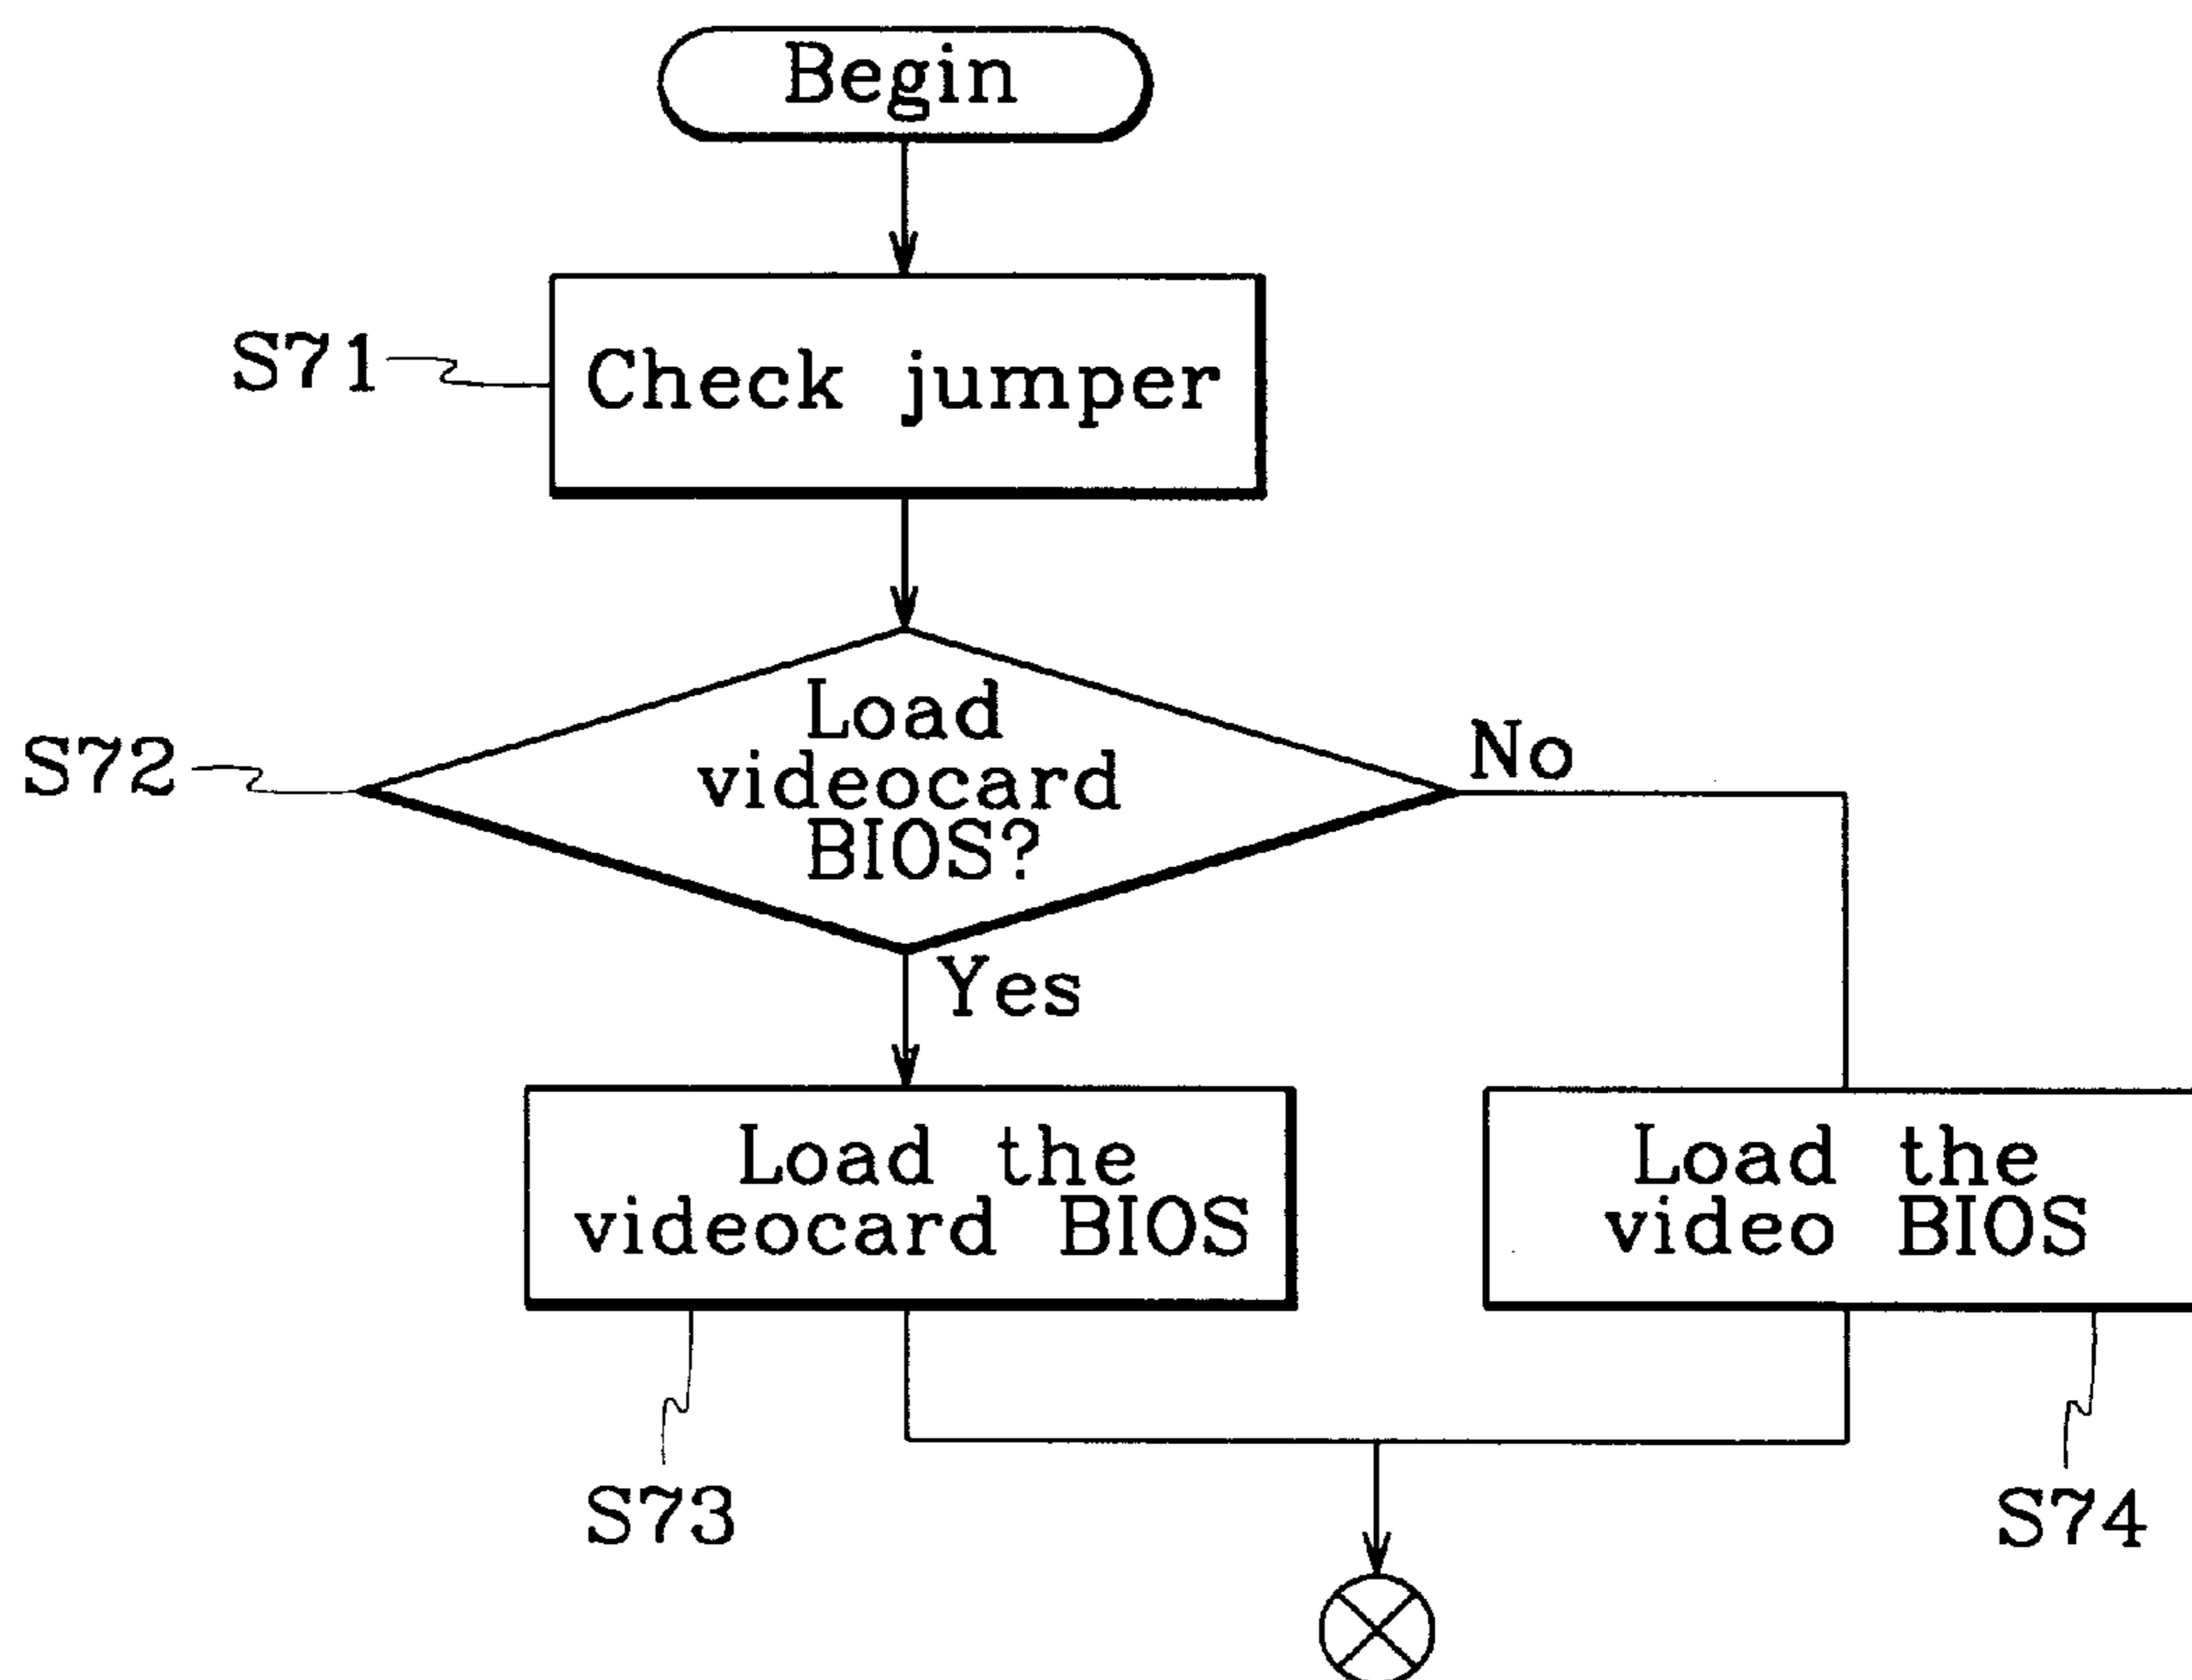 Begin
S71
Check jumper
S72
Load
videocard
BIOS?
No
Yes
Load the
videocard BIOS
Load the
video BIOS
S73
S74